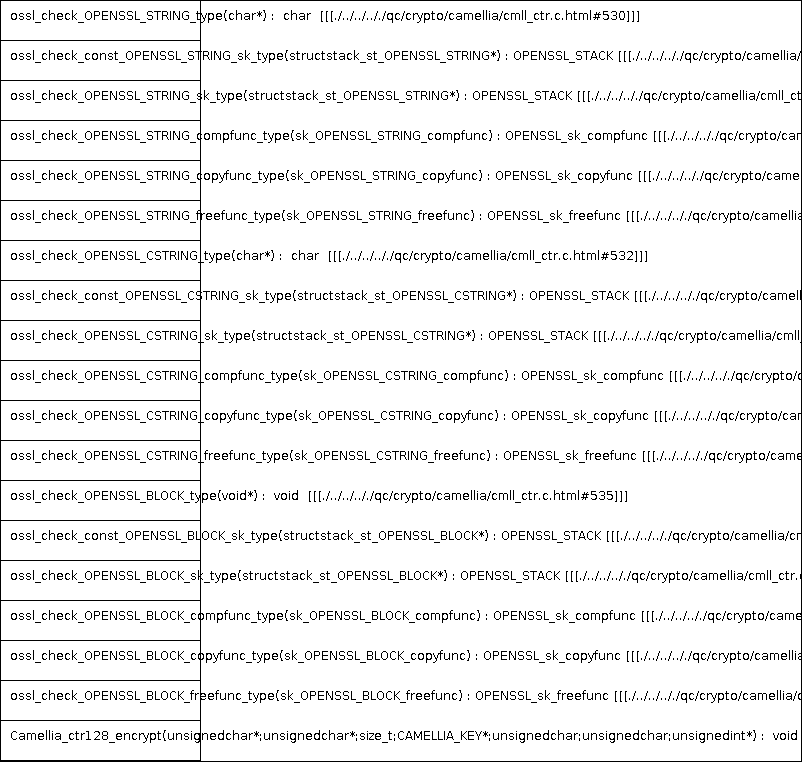 ossl_check_OPENSSL_STRING_type(char*) : char [[[./../../../qc/crypto/camellia/cmll_ctr.c.html#530]]]
ossl_check_const_OPENSSL_STRING_sk_type(structstack_st_OPENSSL_STRING*) : OPENSSL_STACK [[[./../../../qc/crypto/camellia/
ossl_check_OPENSSL_STRING_sk_type(structstack_st_OPENSSL_STRING*) : OPENSSL_STACK [[[./../../../qc/crypto/camellia/cmll_ct
ossl_check_OPENSSL_STRING_compfunc_type(sk_OPENSSL_STRING_compfunc) : OPENSSL_sk_compfunc [[[./../../../qc/crypto/can
ossl_check_OPENSSL_STRING_copyfunc_type(sk_OPENSSL_STRING_copyfunc) : OPENSSL_sk_copyfunc [[[./../../../qc/crypto/came
ossl_check_OPENSSL_STRING_freefunc_type(sk_OPENSSL_STRING_freefunc) : OPENSSL_sk_freefunc [[[./../../../qc/crypto/camellia
ossl_check_OPENSSL_CSTRING_type(char*) : char [[[./../../../qc/crypto/camellia/cmll_ctr.c.html#532]]]
ossl_check_const_OPENSSL_CSTRING_sk_type(structstack_st_OPENSSL_CSTRING*) : OPENSSL_STACK [[[./../../../qc/crypto/camell
ossl_check_OPENSSL_CSTRING_sk_type(structstack_st_OPENSSL_CSTRING*) : OPENSSL_STACK [[[./../../../qc/crypto/camellia/cmll
ossl_check_OPENSSL_CSTRING_compfunc_type(sk_OPENSSL_CSTRING_compfunc) : OPENSSL_sk_compfunc [[[./../../../qc/crypto/c
ossl_check_OPENSSL_CSTRING_copyfunc_type(sk_OPENSSL_CSTRING_copyfunc) : OPENSSL_sk_copyfunc [[[./../../../qc/crypto/can
ossl_check_OPENSSL_CSTRING_freefunc_type(sk_OPENSSL_CSTRING_freefunc) : OPENSSL_sk_freefunc [[[./../../../qc/crypto/came
ossl_check_OPENSSL_BLOCK_type(void*) : void [[[./../../../qc/crypto/camellia/cmll_ctr.c.html#535]]]
ossl_check_const_OPENSSL_BLOCK_sk_type(structstack_st_OPENSSL_BLOCK*) : OPENSSL_STACK [[[./../../../qc/crypto/camellia/cn
ossl_check_OPENSSL_BLOCK_sk_type(structstack_st_OPENSSL_BLOCK*) : OPENSSL_STACK [[[./../../../qc/crypto/camellia/cmll_ctr.
ossl_check_OPENSSL_BLOCK_compfunc_type(sk_OPENSSL_BLOCK_compfunc) : OPENSSL_sk_compfunc [[[./../../../qc/crypto/came
ossl_check_OPENSSL_BLOCK_copyfunc_type(sk_OPENSSL_BLOCK_copyfunc) : OPENSSL_sk_copyfunc [[[./../../../qc/crypto/camellia
ossl_check_OPENSSL_BLOCK_freefunc_type(sk_OPENSSL_BLOCK_freefunc) : OPENSSL_sk_freefunc [[[./../../../qc/crypto/camellia/c
Camellia_ctr128_encrypt(unsignedchar*;unsignedchar*;size_t;CAMELLIA_KEY*;unsignedchar;unsignedchar;unsignedint*) : void